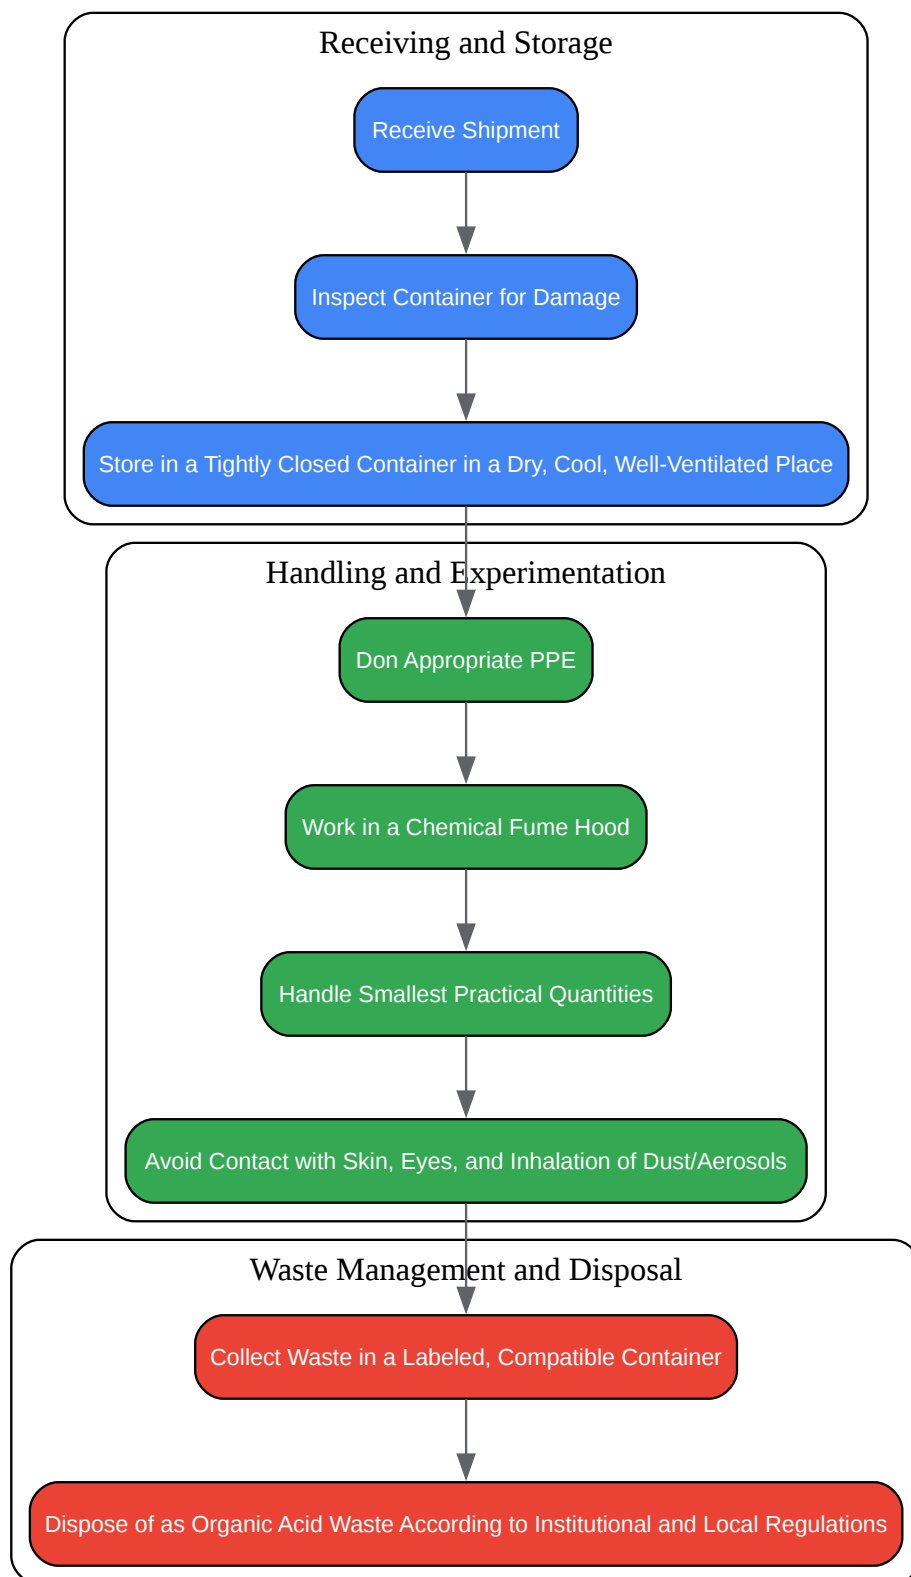 Receiving and Storage
Receive Shipment
Inspect Container for Damage
Store in a Tightly Closed Container in a Dry, Cool, Well-Ventilated Place
Handling and Experimentation
Don Appropriate PPE
Work in a Chemical Fume Hood
Handle Smallest Practical Quantities
Avoid Contact with Skin, Eyes, and Inhalation of Dust/Aerosols
Waste Management and Disposal
Collect Waste in a Labeled, Compatible Container
Dispose of as Organic Acid Waste According to Institutional and Local Regulations